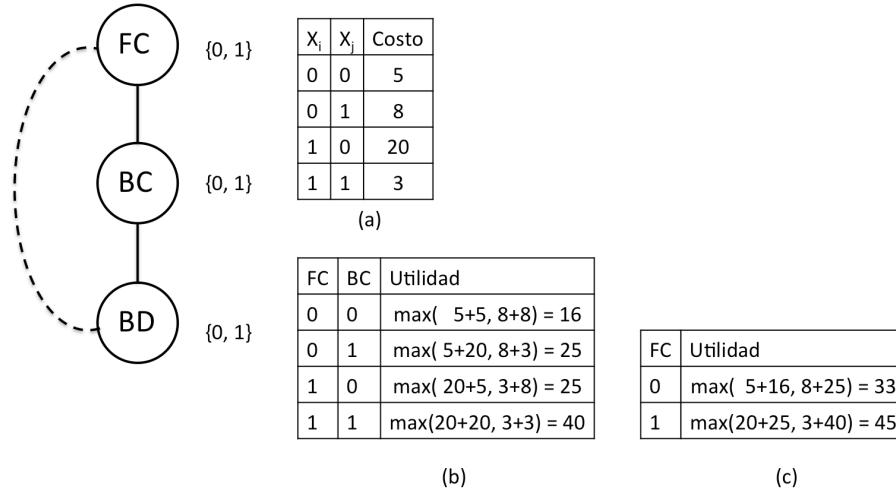 FC {0, 1}
BC {0, 1}
BD {0, 1}
Xi Xj Costo
0 0 5
0 1 8
1 0 20
1 1 3
(a)
FC BC Utilidad
0 0 max( 5+5, 8+8) = 16
0 1 max( 5+20, 8+3) = 25
1 0 max( 20+5, 3+8) = 25
1 1 max(20+20, 3+3) = 40
(b)
FC Utilidad
0 max( 5+16, 8+25) = 33
1 max(20+25, 3+40) = 45
(c)